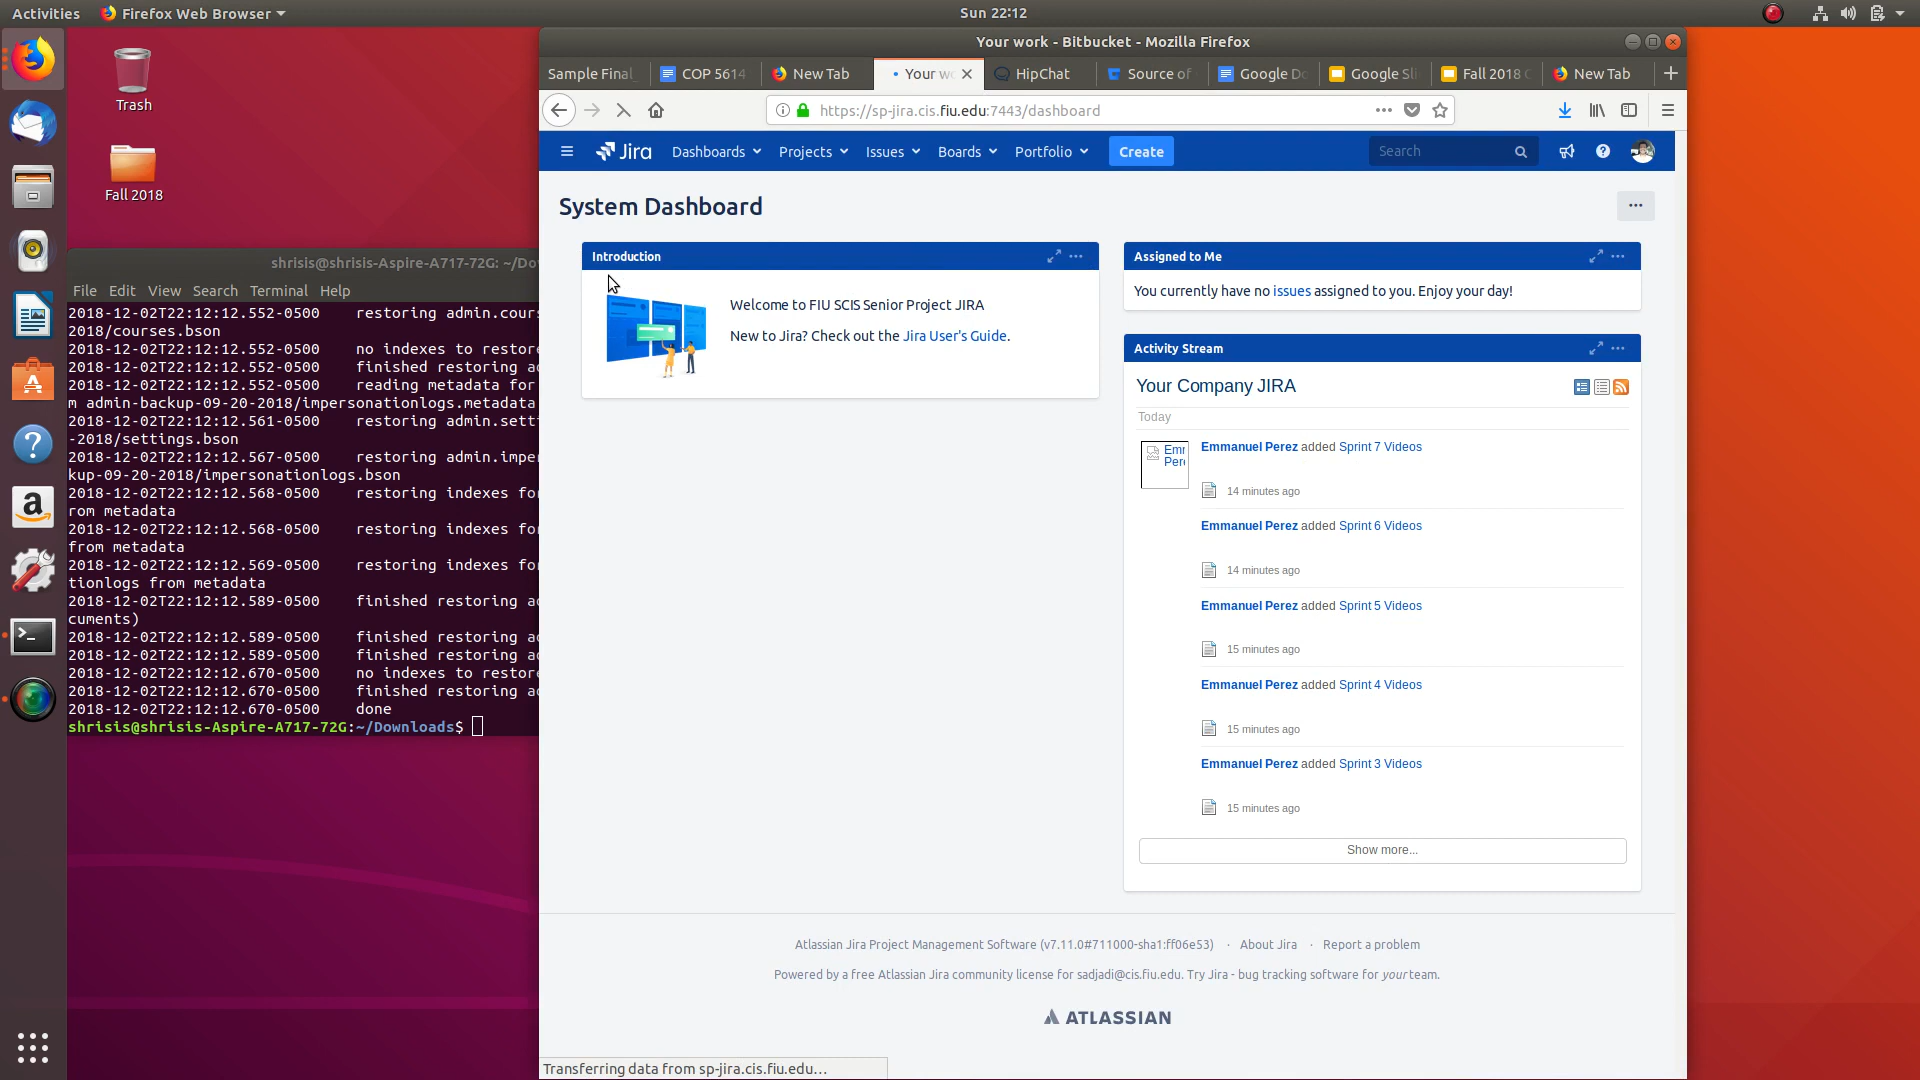 Activities
Firefox Web Browser
Sun 22:12
Trash
Fall 2018
shrisis@shrisis-Aspire-A717-72G: ~/Do
File Edit View Search Terminal Help
2018-12-02T22:12:12.552-0500 restoring admin.cours
2018/courses.bson
2018-12-02T22:12:12.552-0500 no indexes to restore
2018-12-02T22:12:12.552-0500 finished restoring ad
2018-12-02T22:12:12.552-0500 reading metadata for
m admin-backup-09-20-2018/impersonationlogs.metadata
2018-12-02T22:12:12.561-0500 restoring admin.sett
-2018/settings.bson
2018-12-02T22:12:12.567-0500 restoring admin.impe
kup-09-20-2018/impersonationlogs.bson
2018-12-02T22:12:12.568-0500 restoring indexes fo
rom metadata
2018-12-02T22:12:12.568-0500 restoring indexes fo
from metadata
2018-12-02T22:12:12.569-0500 restoring indexes fo
tionlogs from metadata
2018-12-02T22:12:12.589-0500 finished restoring ad
cuments)
2018-12-02T22:12:12.589-0500 finished restoring ad
2018-12-02T22:12:12.589-0500 finished restoring ad
2018-12-02T22:12:12.670-0500 no indexes to restore
2018-12-02T22:12:12.670-0500 finished restoring ad
2018-12-02T22:12:12.670-0500 done
shrisis@shrisis-Aspire-A717-72G:~/Downloads$
Your work - Bitbucket - Mozilla Firefox
Sample Final
COP 5614
New Tab
Your wo
HipChat
Source of
Google Do
Google Sli
Fall 2018
New Tab
https://sp-jira.cis.fiu.edu:7443/dashboard
Jira
Dashboards
Projects
Issues
Boards
Portfolio
Create
Search
System Dashboard
Introduction
Welcome to FIU SCIS Senior Project JIRA
New to Jira? Check out the Jira User's Guide.
Assigned to Me
You currently have no issues assigned to you. Enjoy your day!
Activity Stream
Your Company JIRA
Today
Emmanuel Perez added Sprint 7 Videos
14 minutes ago
Emmanuel Perez added Sprint 6 Videos
14 minutes ago
Emmanuel Perez added Sprint 5 Videos
15 minutes ago
Emmanuel Perez added Sprint 4 Videos
15 minutes ago
Emmanuel Perez added Sprint 3 Videos
15 minutes ago
Show more...
Atlassian Jira Project Management Software (v7.11.0#711000-sha1:ff06e53) · About Jira · Report a problem
Powered by a free Atlassian Jira community license for sadjadi@cis.fiu.edu. Try Jira - bug tracking software for your team.
ATLASSIAN
Transferring data from sp-jira.cis.fiu.edu…